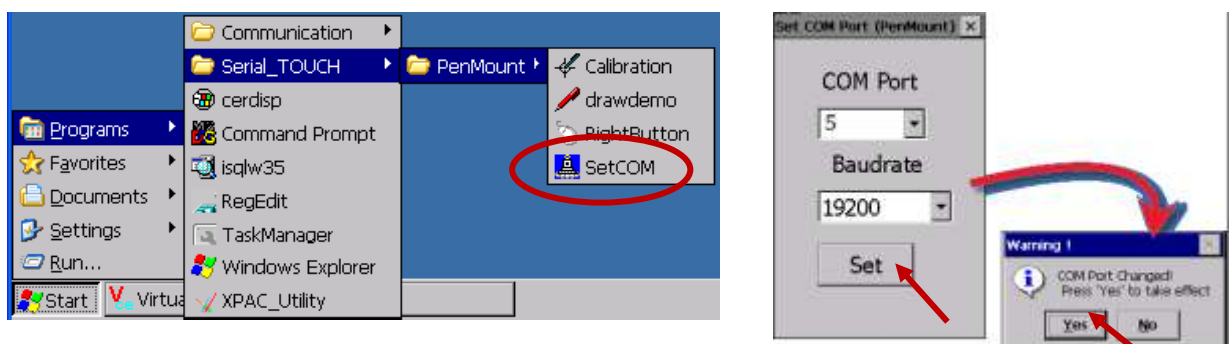 Communication
Serial_TOUCH
PenMount
Calibration
cerdisp
drawdemo
Programs
Command Prompt
RightButton
Favorites
isqlw35
SetCOM
Documents
RegEdit
Settings
TaskManager
Run...
Windows Explorer
Start
Virtua
XPAC_Utility
Set COM Port (PenMount)
COM Port
5
Baudrate
19200
Set
Warning !
COM Port Changed!
Press 'Yes' to take effect
Yes
No